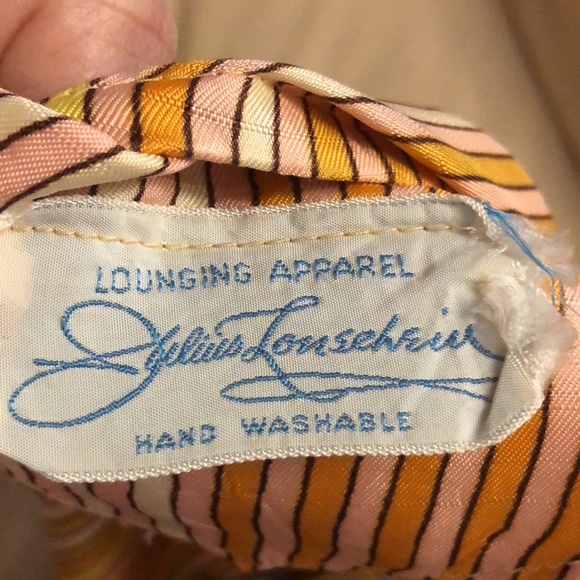 LOUNGING APPAREL
Julius Lonschein
HAND WASHABLE